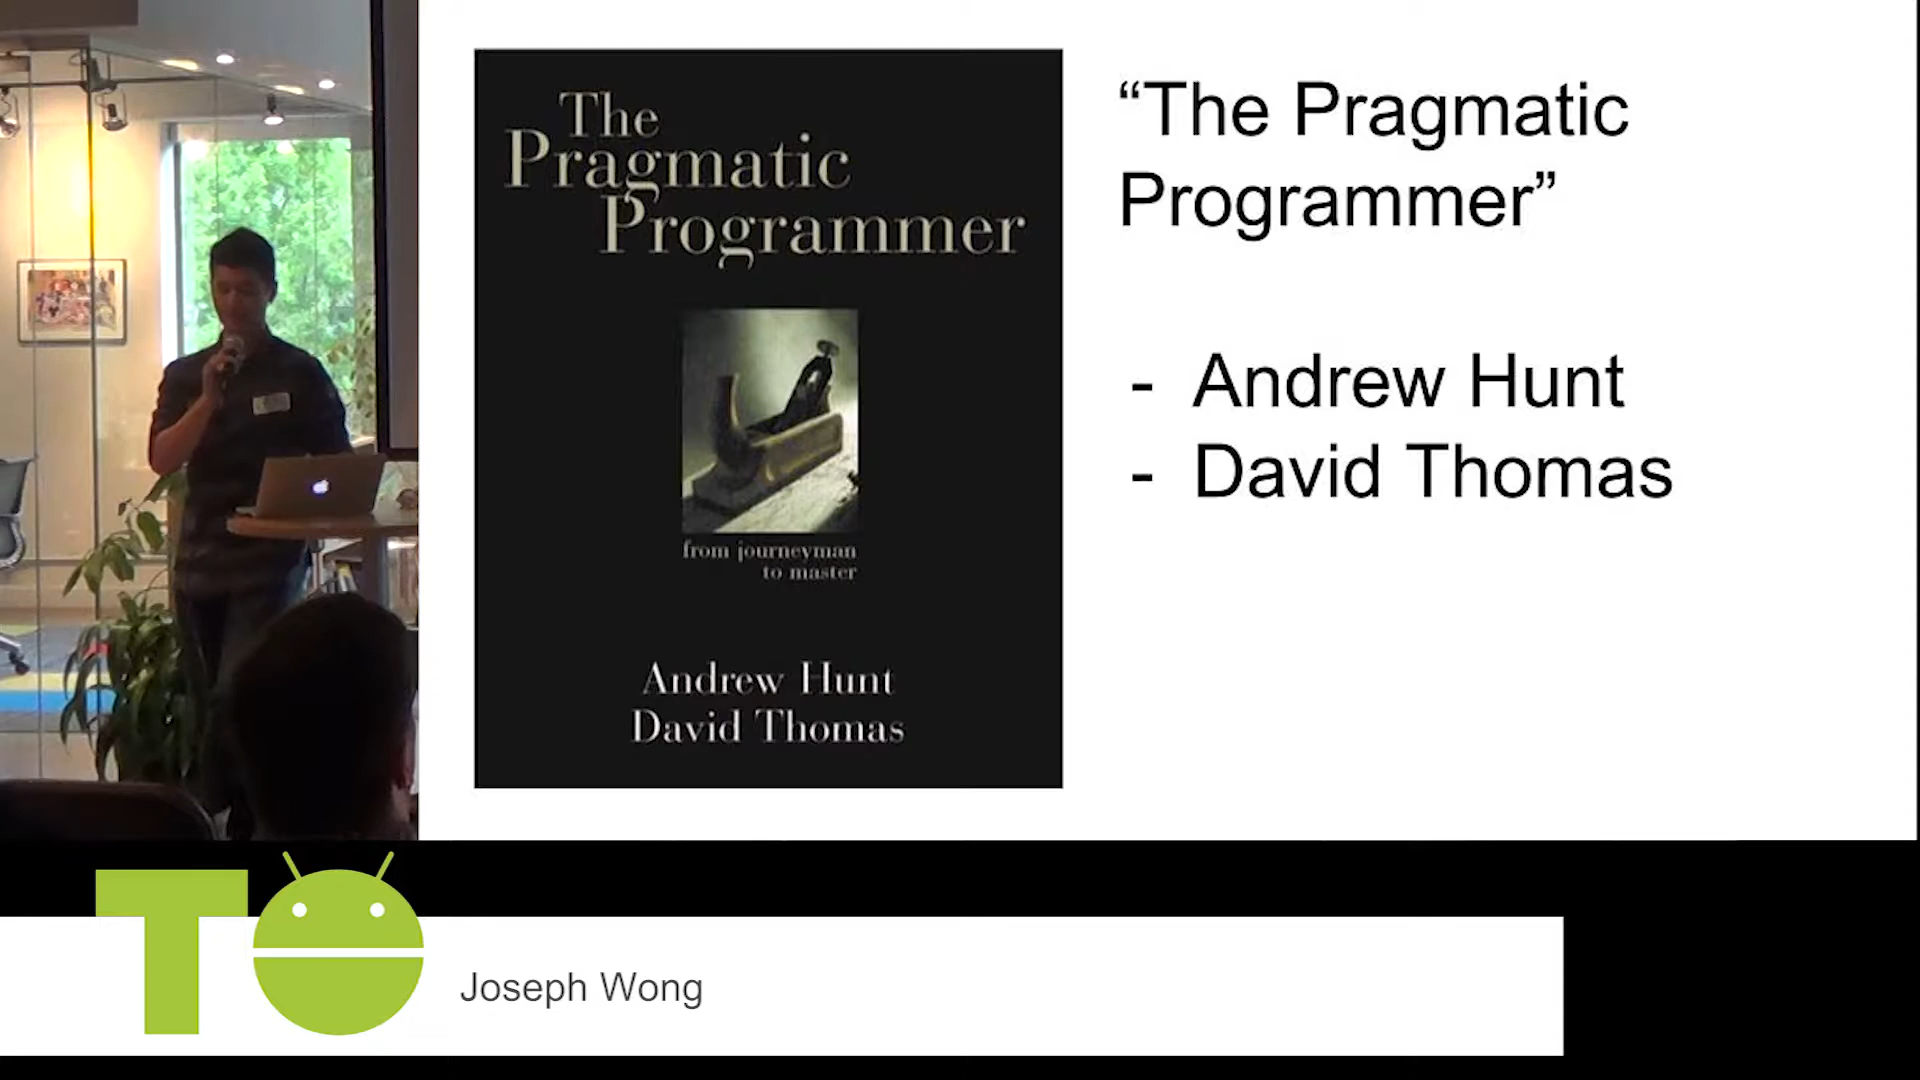 The
Pragmatic
Programmer
from journeyman
to master
Andrew Hunt
David Thomas
“The Pragmatic
Programmer”
- Andrew Hunt
- David Thomas
TO
Joseph Wong